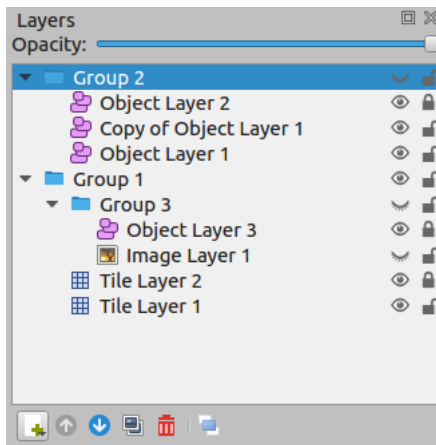 Layers
Opacity:
Group 2
Object Layer 2
Copy of Object Layer 1
Object Layer 1
Group 1
Group 3
Object Layer 3
Image Layer 1
Tile Layer 2
Tile Layer 1